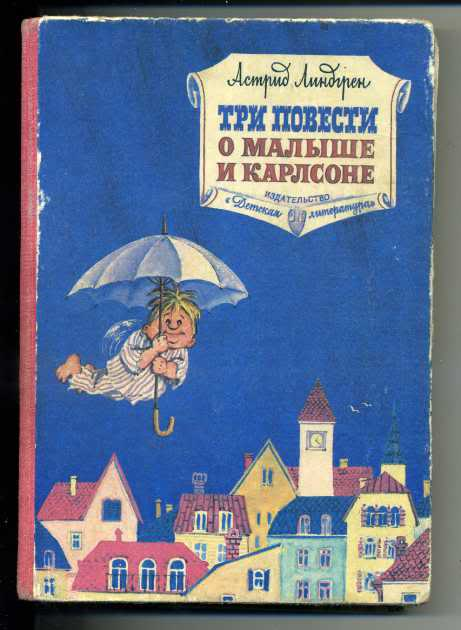 Астрид Линдгрен
ТРИ ПОВЕСТИ
О МАЛЫШЕ
И КАРЛСОНЕ
ИЗДАТЕЛЬСТВО
«Детская литература»